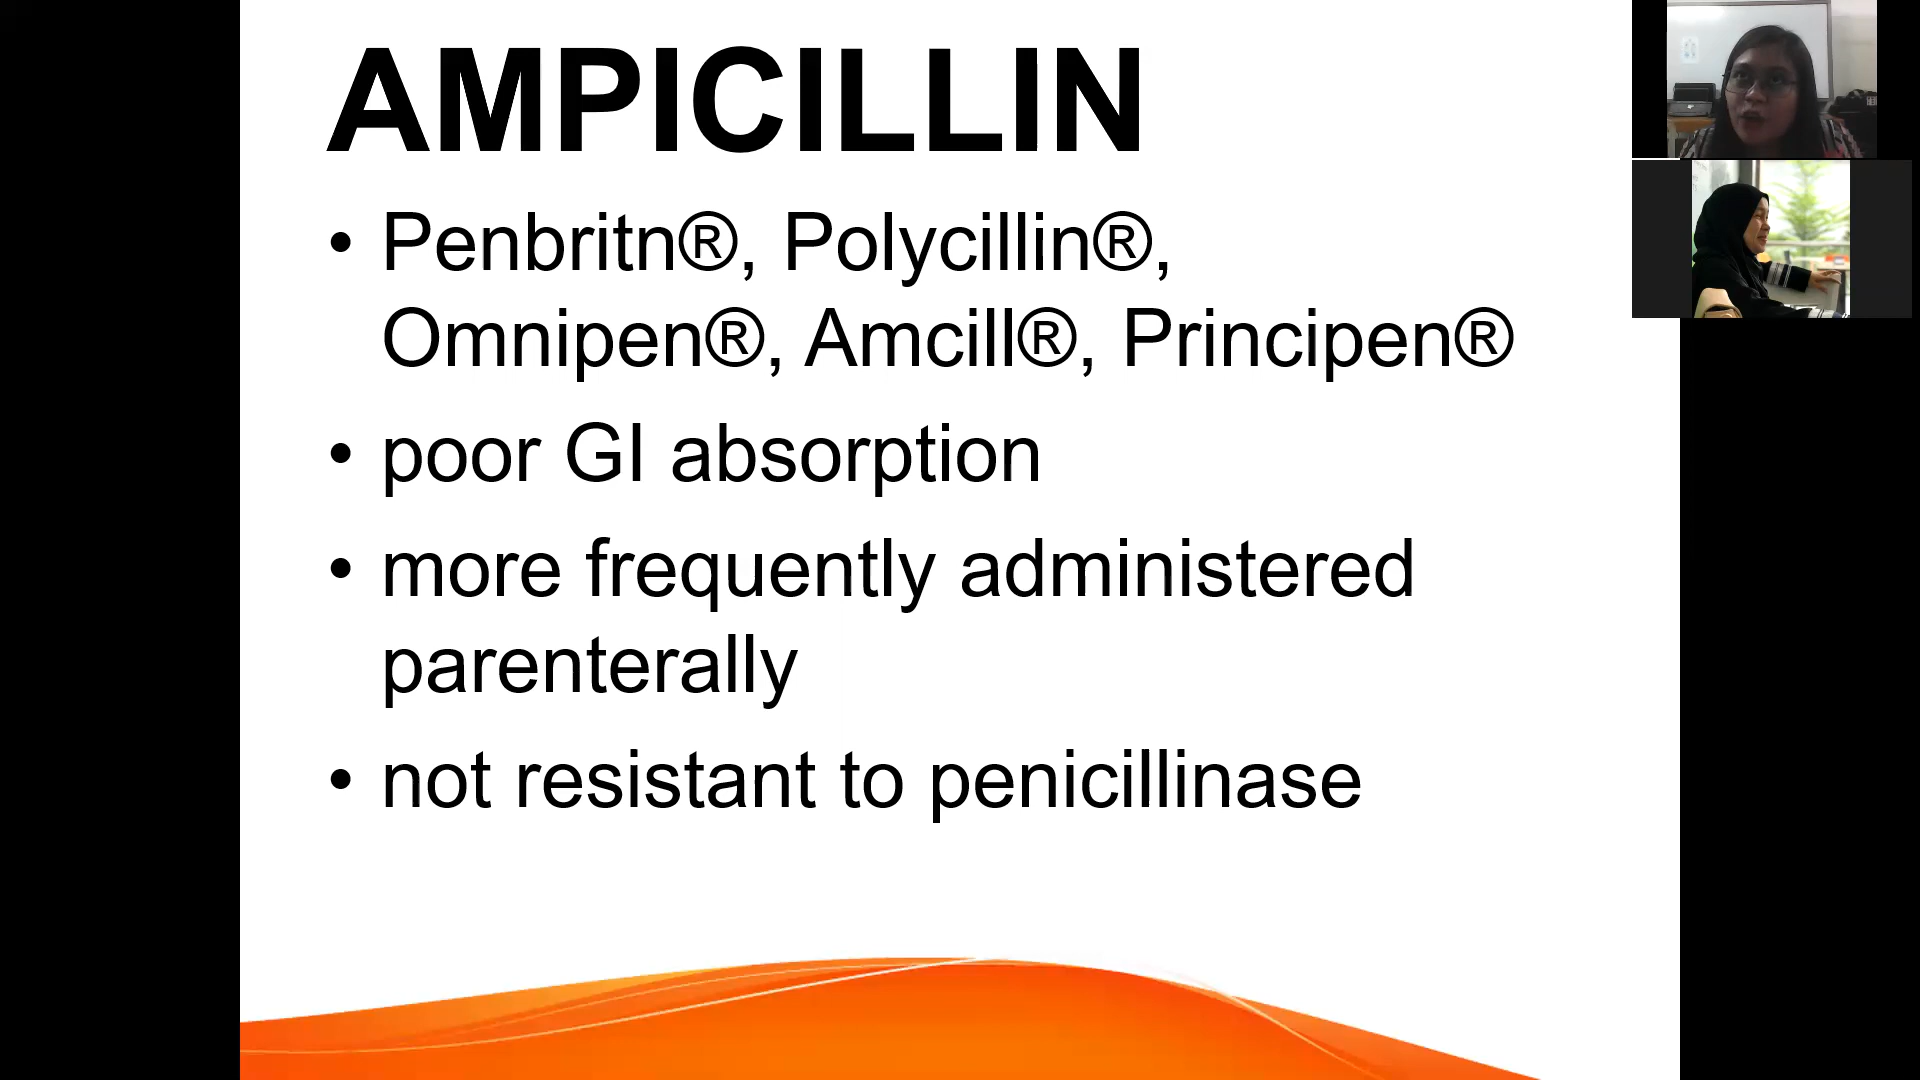 AMPICILLIN
• Penbritn®, Polycillin®,
Omnipen®, Amcill®, Principen®
• poor GI absorption
• more frequently administered
parenterally
• not resistant to penicillinase